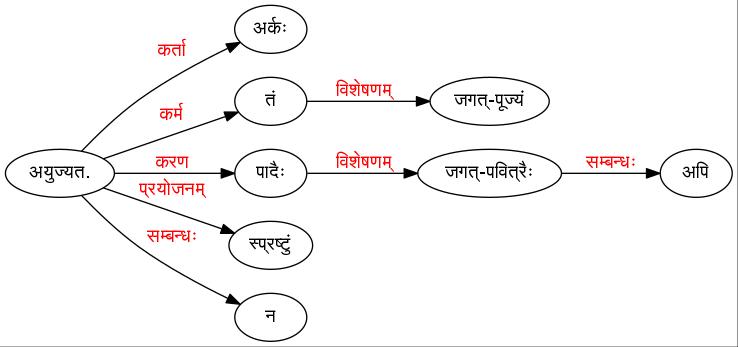 कर्ता
अर्कः
कर्म
तं
विशेषणम्
जगत्-पूज्यं
अयुज्यत.
करण
पादैः
विशेषणम्
जगत्-पवित्रैः
सम्बन्धः
अपि
प्रयोजनम्
स्प्रष्टुं
सम्बन्धः
न